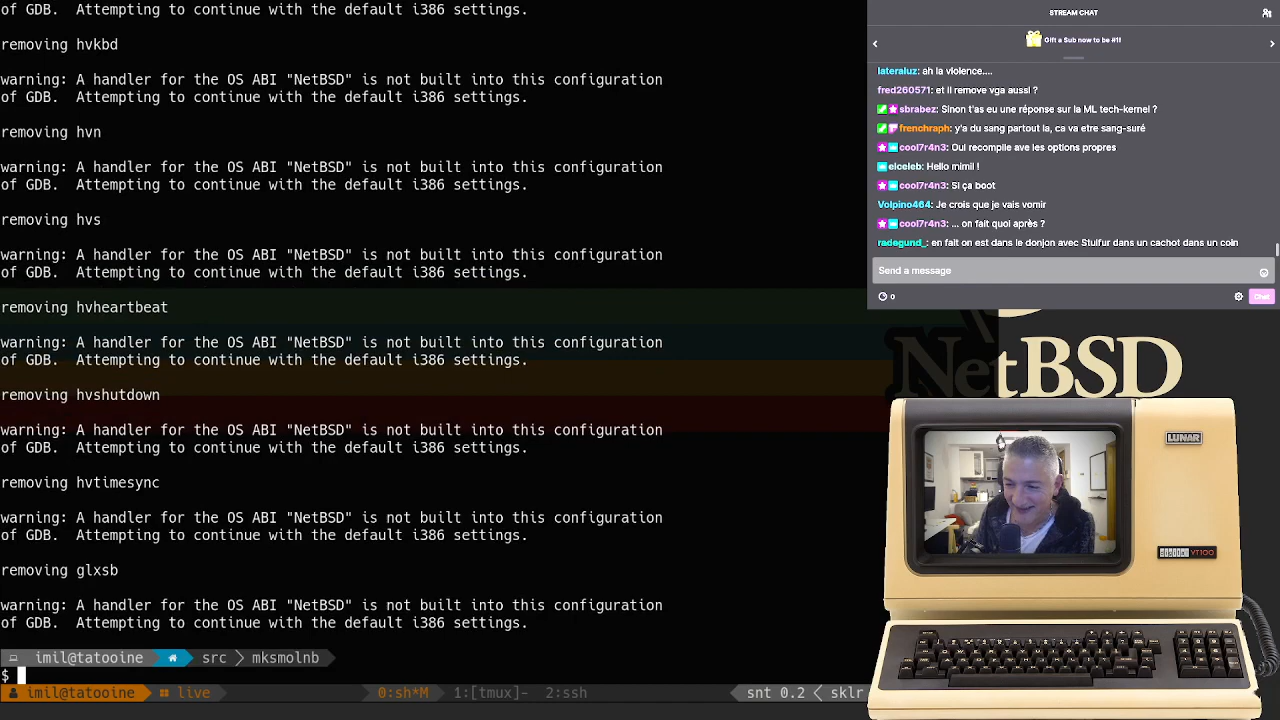 of GDB.  Attempting to continue with the default i386 settings.
removing hvkbd
warning: A handler for the OS ABI "NetBSD" is not built into this configuration
of GDB.  Attempting to continue with the default i386 settings.
removing hvn
warning: A handler for the OS ABI "NetBSD" is not built into this configuration
of GDB.  Attempting to continue with the default i386 settings.
removing hvs
warning: A handler for the OS ABI "NetBSD" is not built into this configuration
of GDB.  Attempting to continue with the default i386 settings.
removing hvheartbeat
warning: A handler for the OS ABI "NetBSD" is not built into this configuration
of GDB.  Attempting to continue with the default i386 settings.
removing hvshutdown
warning: A handler for the OS ABI "NetBSD" is not built into this configuration
of GDB.  Attempting to continue with the default i386 settings.
removing hvtimesync
warning: A handler for the OS ABI "NetBSD" is not built into this configuration
of GDB.  Attempting to continue with the default i386 settings.
removing glxsb
warning: A handler for the OS ABI "NetBSD" is not built into this configuration
of GDB.  Attempting to continue with the default i386 settings.
imil@tatooine src mksmolnb
$
imil@tatooine live 0:sh*M 1:[tmux]- 2:ssh snt 0.2 < sklr
STREAM CHAT
Gift a Sub now to be #1!
lateraluz: ah la violence....
fred260571: et il remove vga aussi ?
sbrabez: Sinon t'as eu une réponse sur la ML tech-kernel ?
frenchraph: y'a du sang partout la, ca va etre sang-suré
cool7r4n3: Oui recompile ave les options propres
elceleb: Hello mimil !
cool7r4n3: Si ça boot
Volpino464: Je crois que je vais vomir
cool7r4n3: ... on fait quoi après ?
radegund_: en fait on est dans le donjon avec Stulfur dans un cachot dans un coin
Send a message
0
Chat
NetBSD
LUNAR
digital VT100